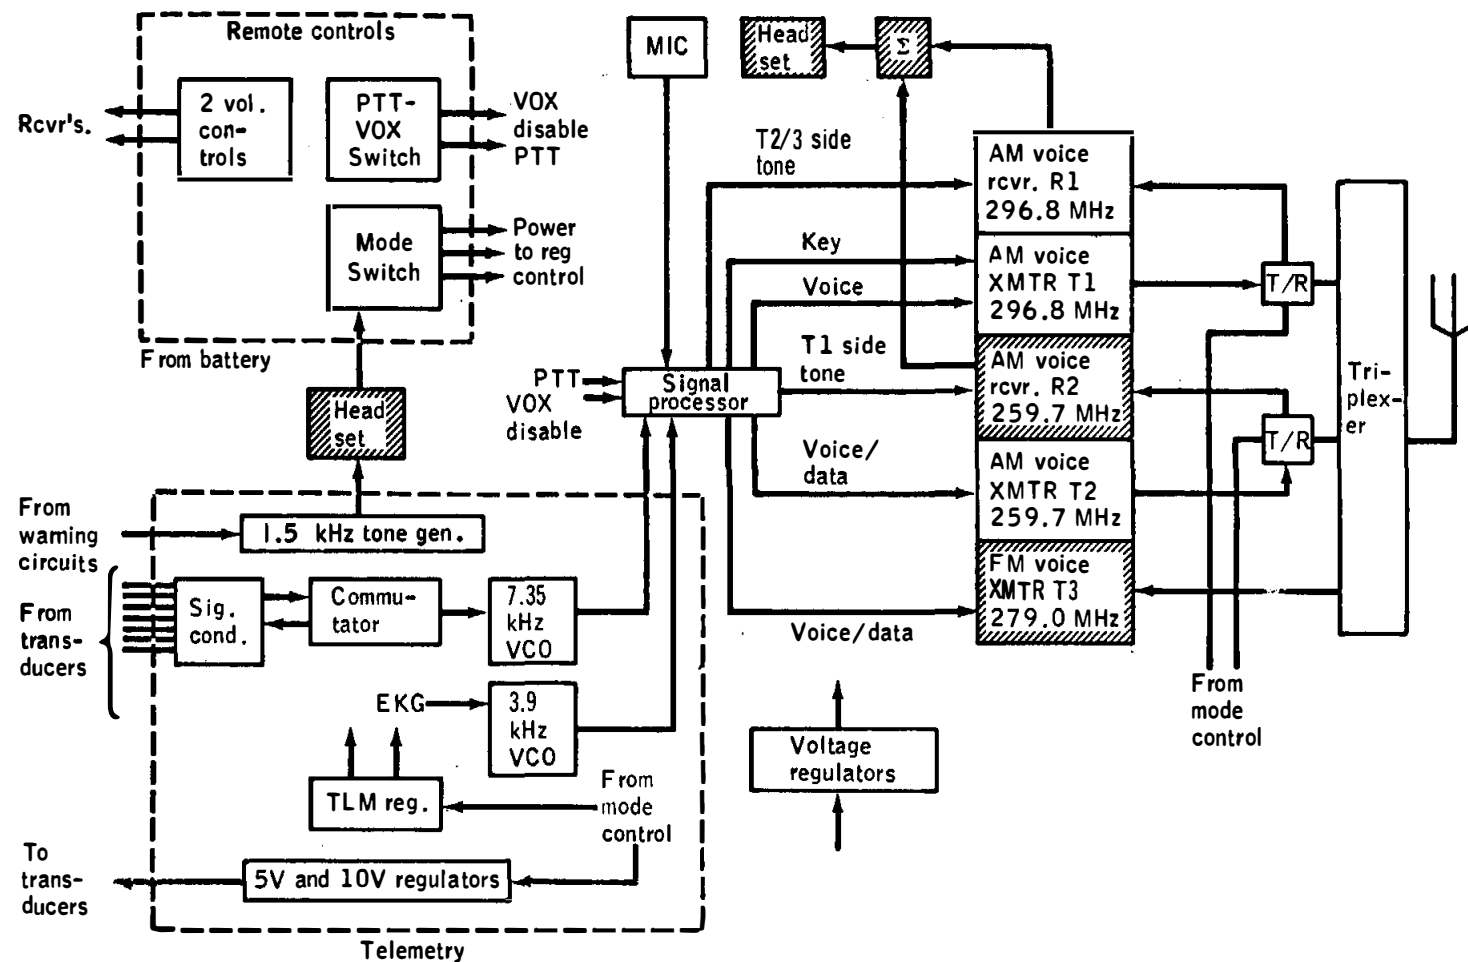 Remote controls
Rcvr's.
2 vol.
con-
trols
PTT-
VOX
Switch
VOX
disable
PTT
Mode
Switch
Power
to reg
control
From battery
Head
set
MIC
Head
set
Σ
T2/3 side
tone
Key
Voice
T1 side
tone
PTT
VOX
disable
Signal
processor
Voice/
data
Voice/data
AM voice
rcvr. R1
296.8 MHz
AM voice
XMTR T1
296.8 MHz
AM voice
rcvr. R2
259.7 MHz
AM voice
XMTR T2
259.7 MHz
FM voice
XMTR T3
279.0 MHz
T/R
T/R
Tri-
plex-
er
From
mode
control
Voltage
regulators
From
warning
circuits
1.5 kHz tone gen.
From
trans-
ducers
Sig.
cond.
Commu-
tator
7.35
kHz
VCO
EKG
3.9
kHz
VCO
TLM reg.
From
mode
control
To
trans-
ducers
5V and 10V regulators
Telemetry